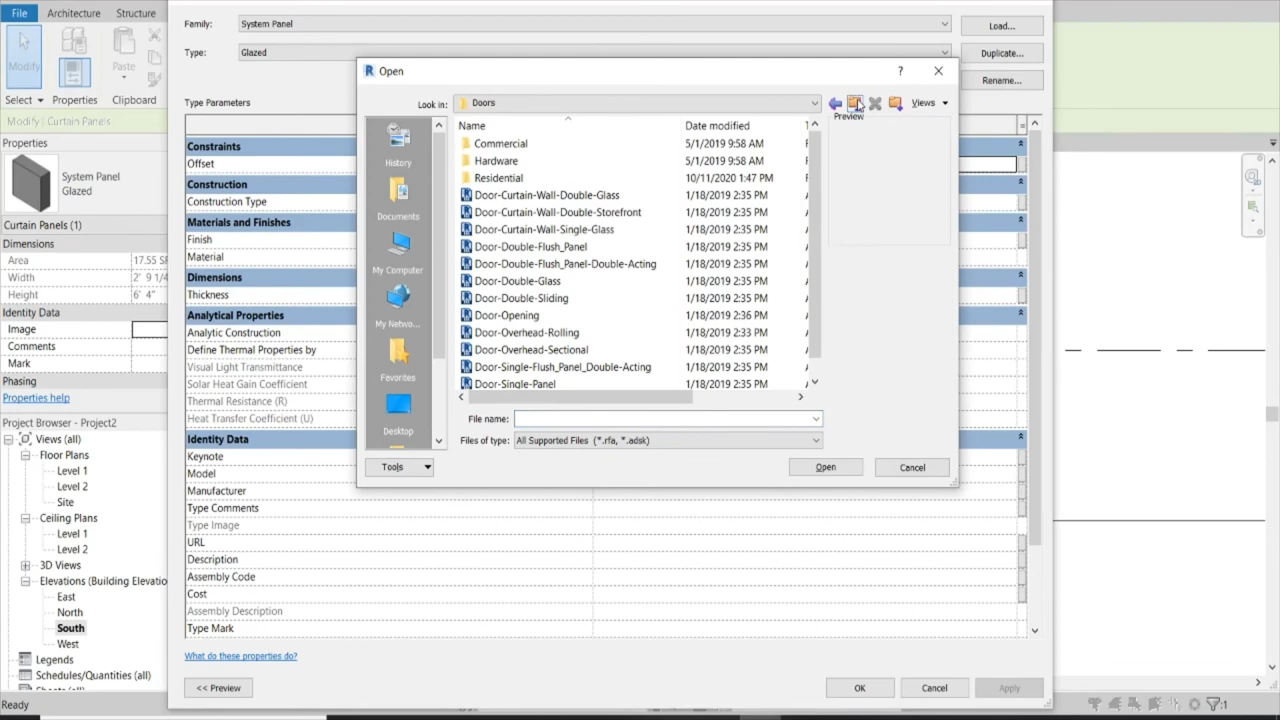 File
Architecture
Structure
Modify
Paste
Select
Properties
Clipboard
Modify | Curtain Panels
Properties
System Panel
Glazed
Curtain Panels (1)
Dimensions
Area 17.55 SF
Width 2' 9 1/4
Height 6' 4"
Identity Data
Image
Comments
Mark
Phasing
Properties help
Project Browser - Project2
Views (all)
Floor Plans
Level 1
Level 2
Site
Ceiling Plans
Level 1
Level 2
3D Views
Elevations (Building Elevatio
East
North
South
West
Legends
Schedules/Quantities (all)
Ready
Family: System Panel Load...
Type: Glazed Duplicate...
Rename...
Type Parameters
=
Constraints
Offset
Construction
Construction Type
Materials and Finishes
Finish
Material
Dimensions
Thickness
Analytical Properties
Analytic Construction
Define Thermal Properties by
Visual Light Transmittance
Solar Heat Gain Coefficient
Thermal Resistance (R)
Heat Transfer Coefficient (U)
Identity Data
Keynote
Model
Manufacturer
Type Comments
Type Image
URL
Description
Assembly Code
Cost
Assembly Description
Type Mark
What do these properties do?
<< Preview OK Cancel Apply
R Open ?
Look in: Doors Views
Preview
History
Documents
My Computer
My Netwo...
Favorites
Desktop
Name Date modified
Commercial 5/1/2019 9:58 AM
Hardware 5/1/2019 9:58 AM
Residential 10/11/2020 1:47 PM
Door-Curtain-Wall-Double-Glass 1/18/2019 2:35 PM
Door-Curtain-Wall-Double-Storefront 1/18/2019 2:35 PM
Door-Curtain-Wall-Single-Glass 1/18/2019 2:35 PM
Door-Double-Flush_Panel 1/18/2019 2:35 PM
Door-Double-Flush_Panel-Double-Acting 1/18/2019 2:35 PM
Door-Double-Glass 1/18/2019 2:35 PM
Door-Double-Sliding 1/18/2019 2:35 PM
Door-Opening 1/18/2019 2:36 PM
Door-Overhead-Rolling 1/18/2019 2:33 PM
Door-Overhead-Sectional 1/18/2019 2:35 PM
Door-Single-Flush_Panel_Double-Acting 1/18/2019 2:35 PM
Door-Single-Panel 1/18/2019 2:35 PM
File name:
Files of type: All Supported Files (*.rfa, *.adsk)
Tools Open Cancel
:1